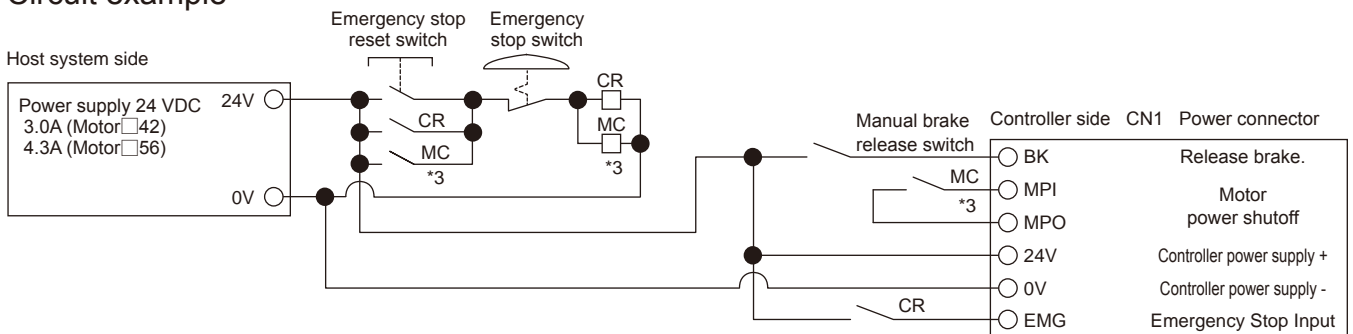 Circuit example
Emergency stop
reset switch
Emergency
stop switch
Host system side
Power supply 24 VDC
3.0A (Motor□42)
4.3A (Motor□56)
24V
0V
CR
MC
*3
CR
MC
*3
Manual brake
release switch
Controller side CN1 Power connector
BK Release brake.
MC
*3
MPI
MPO
Motor
power shutoff
24V Controller power supply +
0V Controller power supply -
CR
EMG Emergency Stop Input